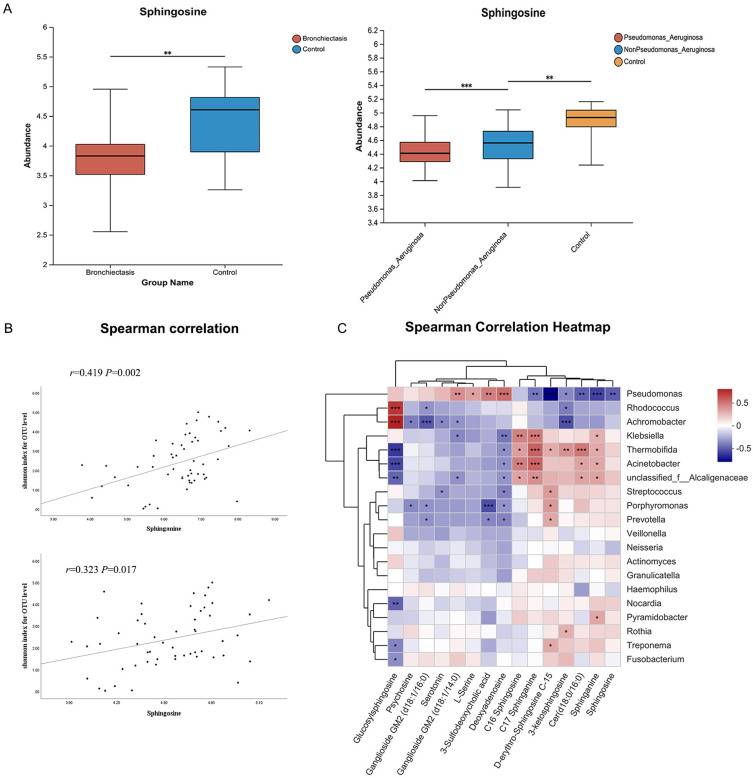 A
Sphingosine
Bronchiectasis
Control
**
Abundance
6
5.5
5
4.5
4
3.5
3
2.5
2
Bronchiectasis
Control
Group Name
Sphingosine
Pseudomonas_Aeruginosa
NonPseudomonas_Aeruginosa
Control
***
**
Abundance
6.2
6
5.8
5.6
5.4
5.2
5
4.8
4.6
4.4
4.2
4
3.8
3.6
3.4
Pseudomonas_Aeruginosa
NonPseudomonas_Aeruginosa
Control
B
Spearman correlation
r=0.419 P=0.002
shannon index for OTU level
Sphingosine
r=0.323 P=0.017
shannon index for OTU level
Sphingosine
C
Spearman Correlation Heatmap
Pseudomonas
Rhodococcus
Achromobacter
Klebsiella
Thermobifida
Acinetobacter
unclassified_f__Alcaligenaceae
Streptococcus
Porphyromonas
Prevotella
Veillonella
Neisseria
Actinomyces
Granulicatella
Haemophilus
Nocardia
Pyramidobacter
Rothia
Treponema
Fusobacterium
0.5
0
-0.5
Glucosylsphingosine
Psychosine
Ganglioside GM2 (d18:1/16:0)
Serotonin
Ganglioside GM2 (d18:1/14:0)
L-Serine
3-Sulfodeoxycholic acid
Deoxyadenosine
C16 Sphingosine
C17 Sphinganine
D-erythro-Sphingosine C-15
3-ketosphingosine
Cer(d18:0/16:0)
Sphinganine
Sphingosine